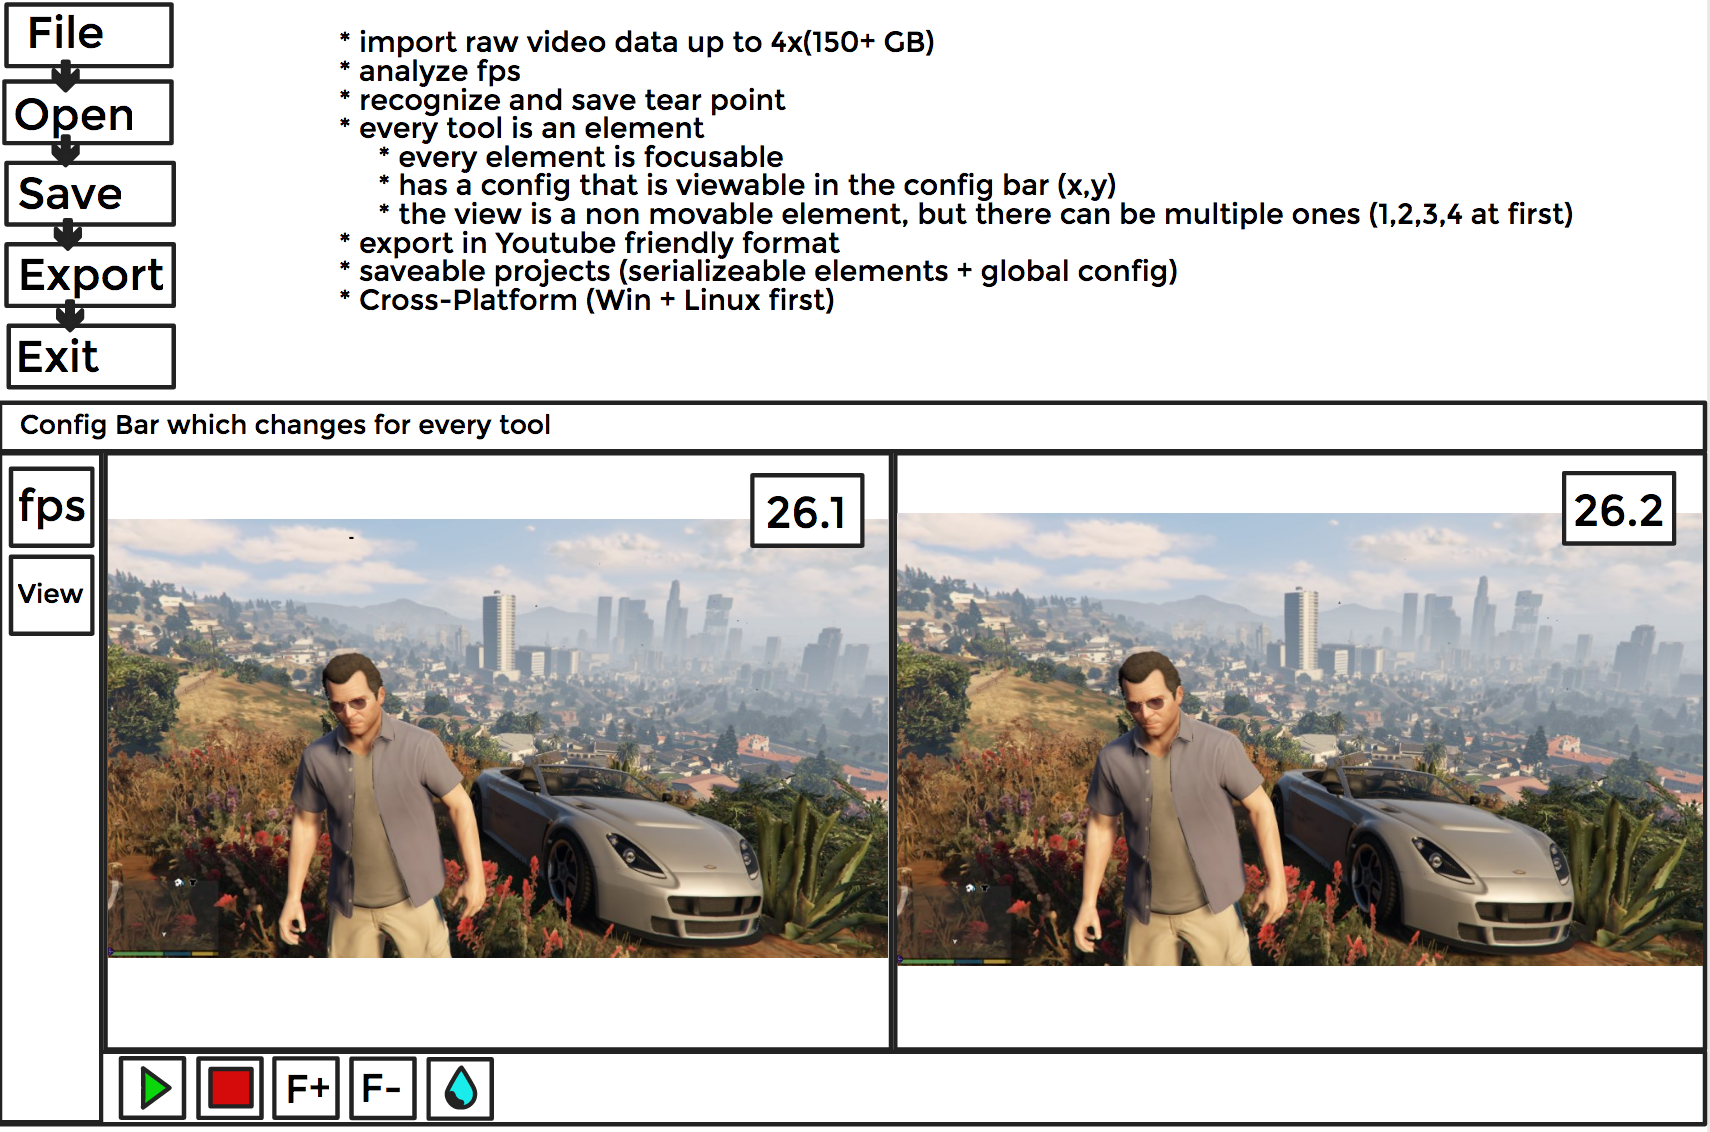 File
Open
Save
Export
Exit
* import raw video data up to 4x(150+ GB)
* analyze fps
* recognize and save tear point
* every tool is an element
* every element is focusable
* has a config that is viewable in the config bar (x,y)
* the view is a non movable element, but there can be multiple ones (1,2,3,4 at first)
* export in Youtube friendly format
* saveable projects (serializeable elements + global config)
* Cross-Platform (Win + Linux first)
Config Bar which changes for every tool
fps
View
26.1
26.2
F+
F-